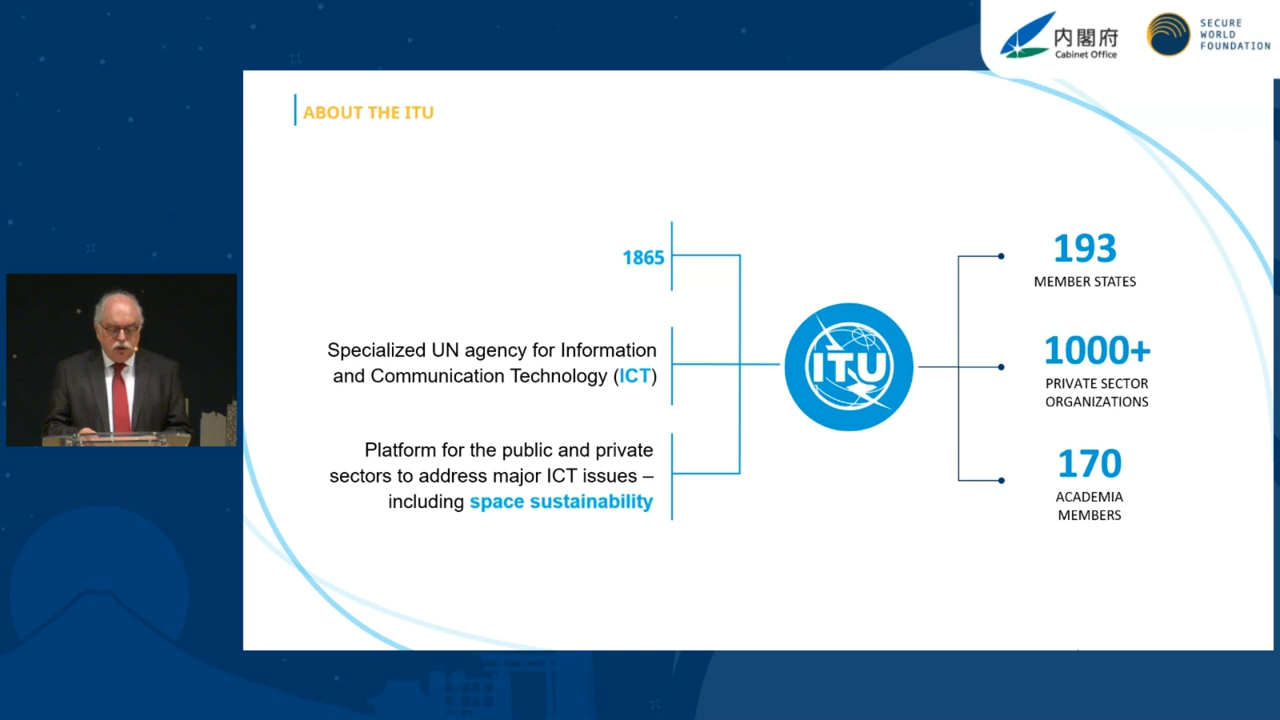 内閣府
Cabinet Office
SECURE
WORLD
FOUNDATION
ABOUT THE ITU
1865
Specialized UN agency for Information
and Communication Technology (ICT)
Platform for the public and private
sectors to address major ICT issues –
including space sustainability
ITU
193
MEMBER STATES
1000+
PRIVATE SECTOR
ORGANIZATIONS
170
ACADEMIA
MEMBERS